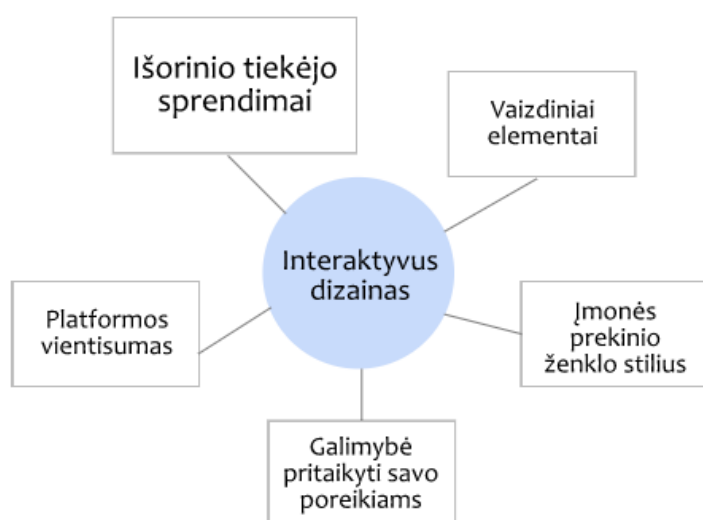 Išorinio tiekėjo
sprendimai
Vaizdiniai
elementai
Interaktyvus
dizainas
Platformos
vientisumas
Įmonės
prekinio
ženklo stilius
Galimybė
pritaikyti savo
poreikiams